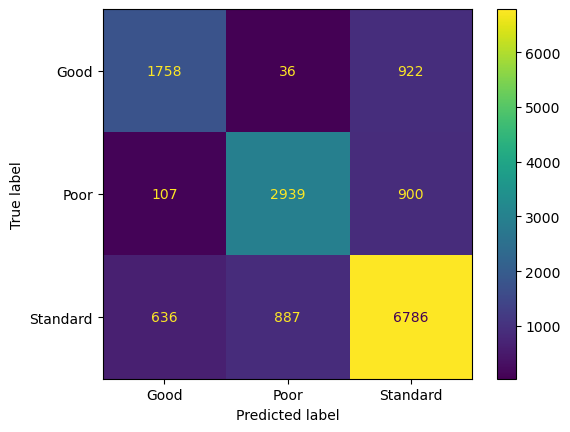 Good 1758 36 922
Poor 107 2939 900
Standard 636 887 6786
Good Poor Standard
Predicted label
True label
6000
5000
4000
3000
2000
1000